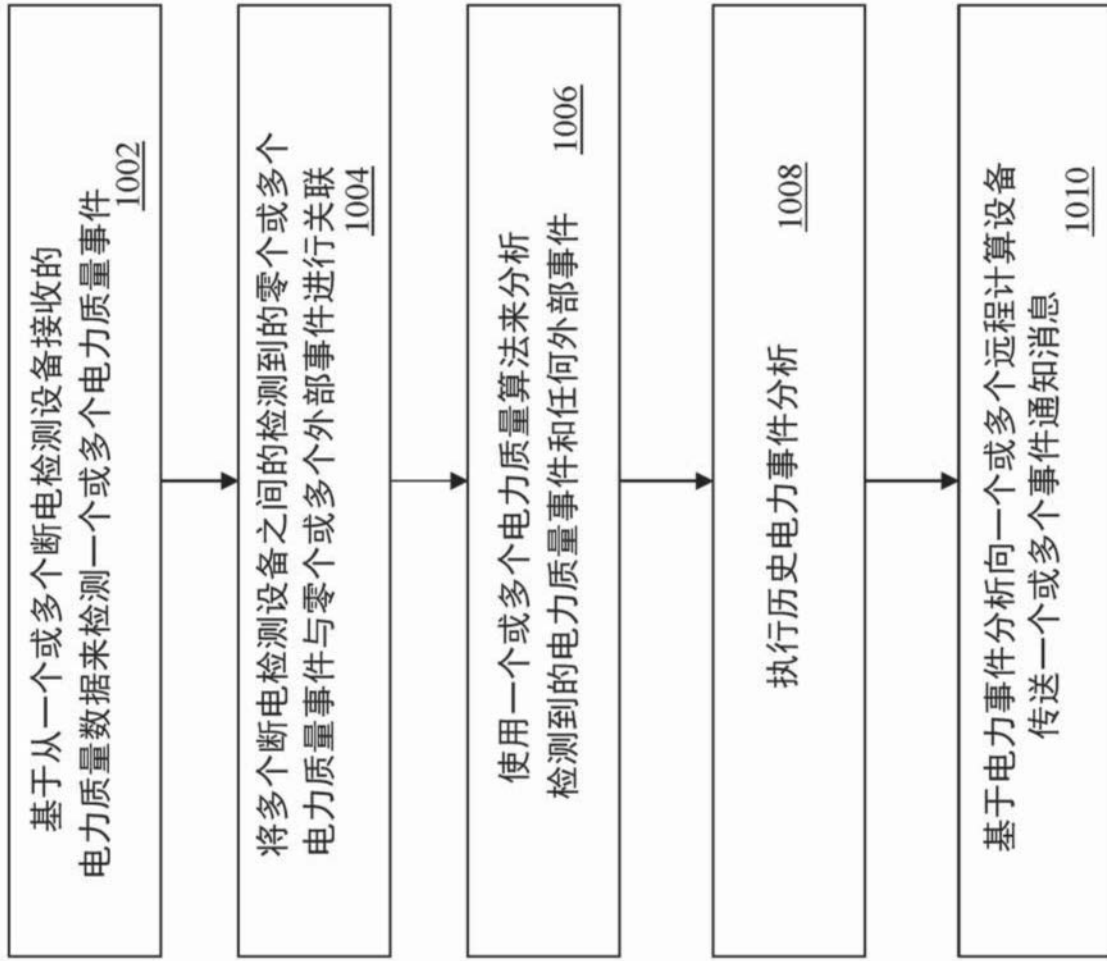 基于从一个或多个断电检测设备接收的
电力质量数据来检测一个或多个电力质量事件
1002
将多个断电检测设备之间的检测到的零个或多个
电力质量事件与零个或多个外部事件进行关联
1004
使用一个或多个电力质量算法来分析
检测到的电力质量事件和任何外部事件
1006
执行历史电力事件分析
1008
基于电力事件分析向一个或多个远程计算设备
传送一个或多个事件通知消息
1010